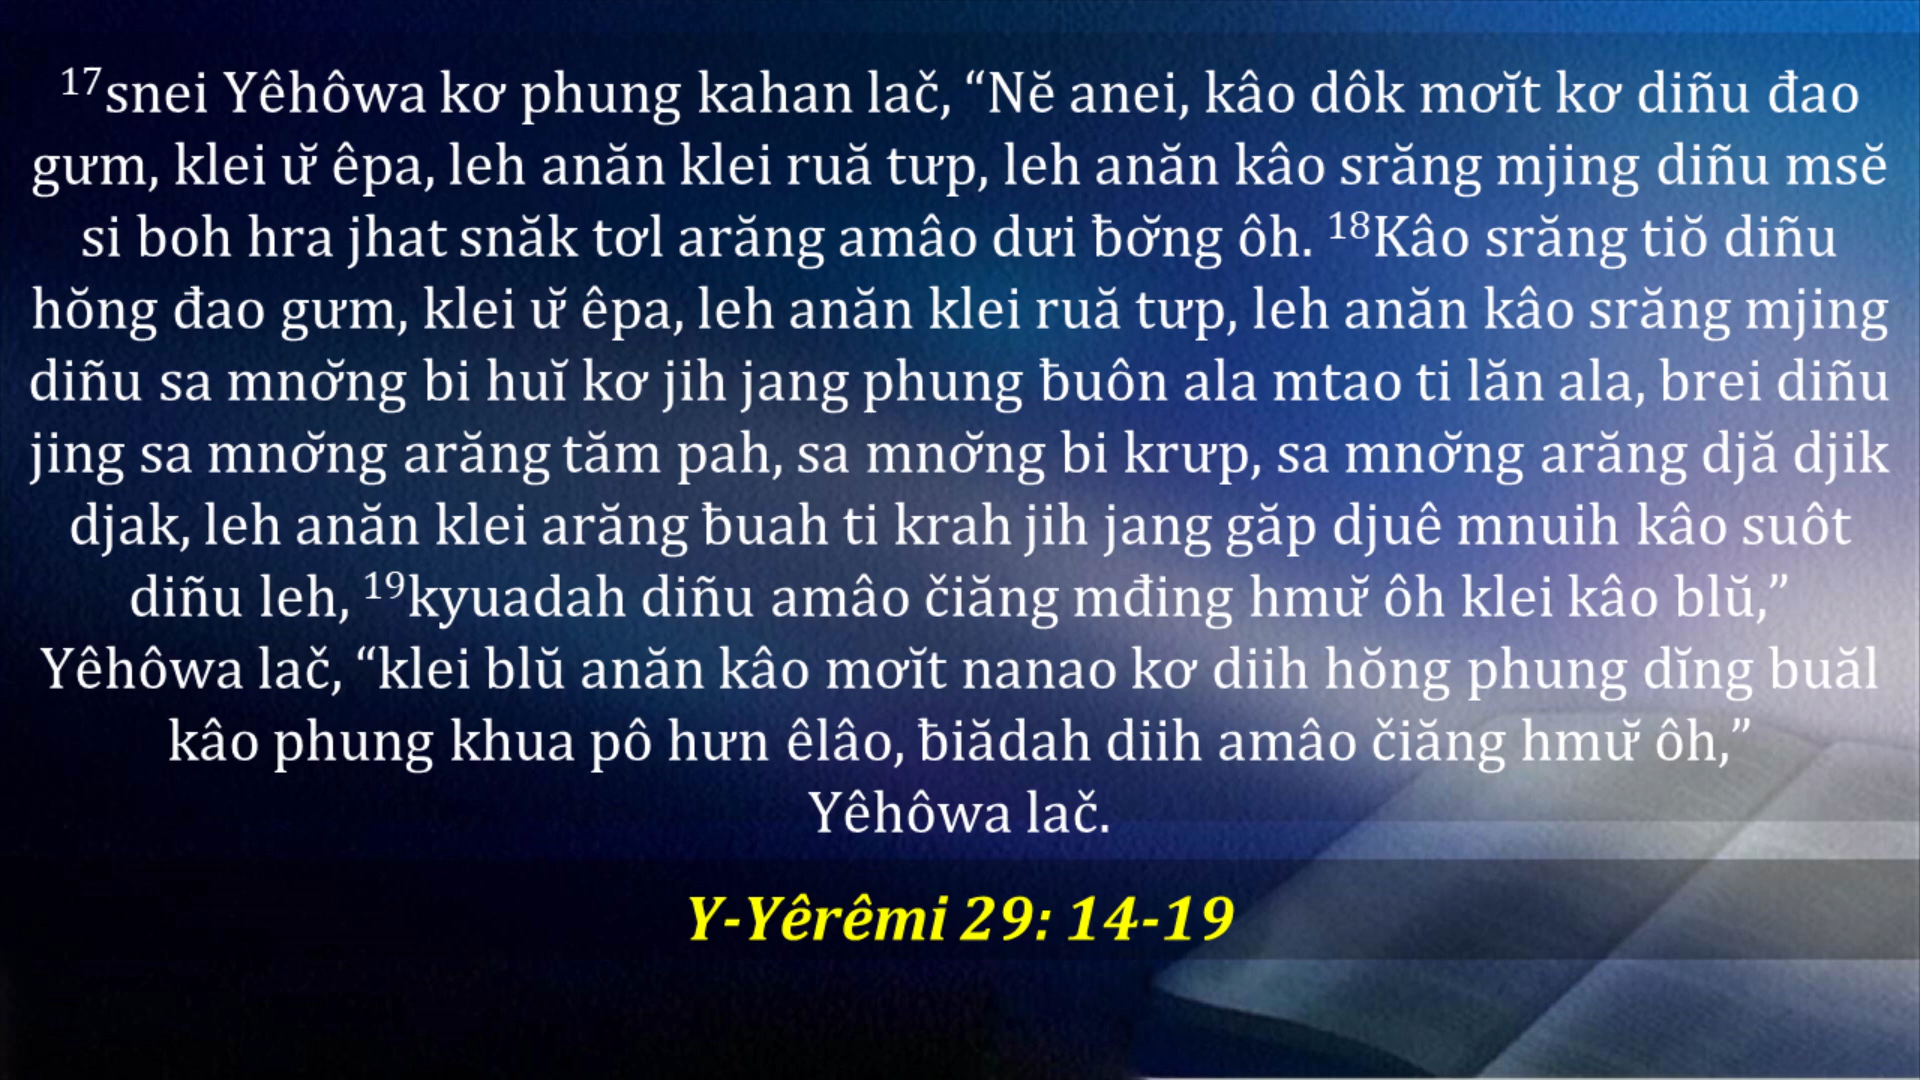 17snei Yêhôwa kơ phung kahan lač, “Nĕ anei, kâo dôk mơĭt kơ diñu đao
gưm, klei ư̆ êpa, leh anăn klei ruă tưp, leh anăn kâo srăng mjing diñu msĕ
si boh hra jhat snăk tơl arăng amâo dưi ƀơ̆ng ôh. 18Kâo srăng tiŏ diñu
hŏng đao gưm, klei ư̆ êpa, leh anăn klei ruă tưp, leh anăn kâo srăng mjing
diñu sa mnơ̆ng bi huĭ kơ jih jang phung ƀuôn ala mtao ti lăn ala, brei diñu
jing sa mnơ̆ng arăng tăm pah, sa mnơ̆ng bi krưp, sa mnơ̆ng arăng djă djik
djak, leh anăn klei arăng ƀuah ti krah jih jang găp djuê mnuih kâo suôt
diñu leh, 19kyuadah diñu amâo čiăng mđing hmư̆ ôh klei kâo blŭ,”
Yêhôwa lač, “klei blŭ anăn kâo mơĭt nanao kơ diih hŏng phung dĭng buăl
kâo phung khua pô hưn êlâo, ƀiădah diih amâo čiăng hmư̆ ôh,”
Yêhôwa lač.
Y-Yêrêmi 29: 14-19